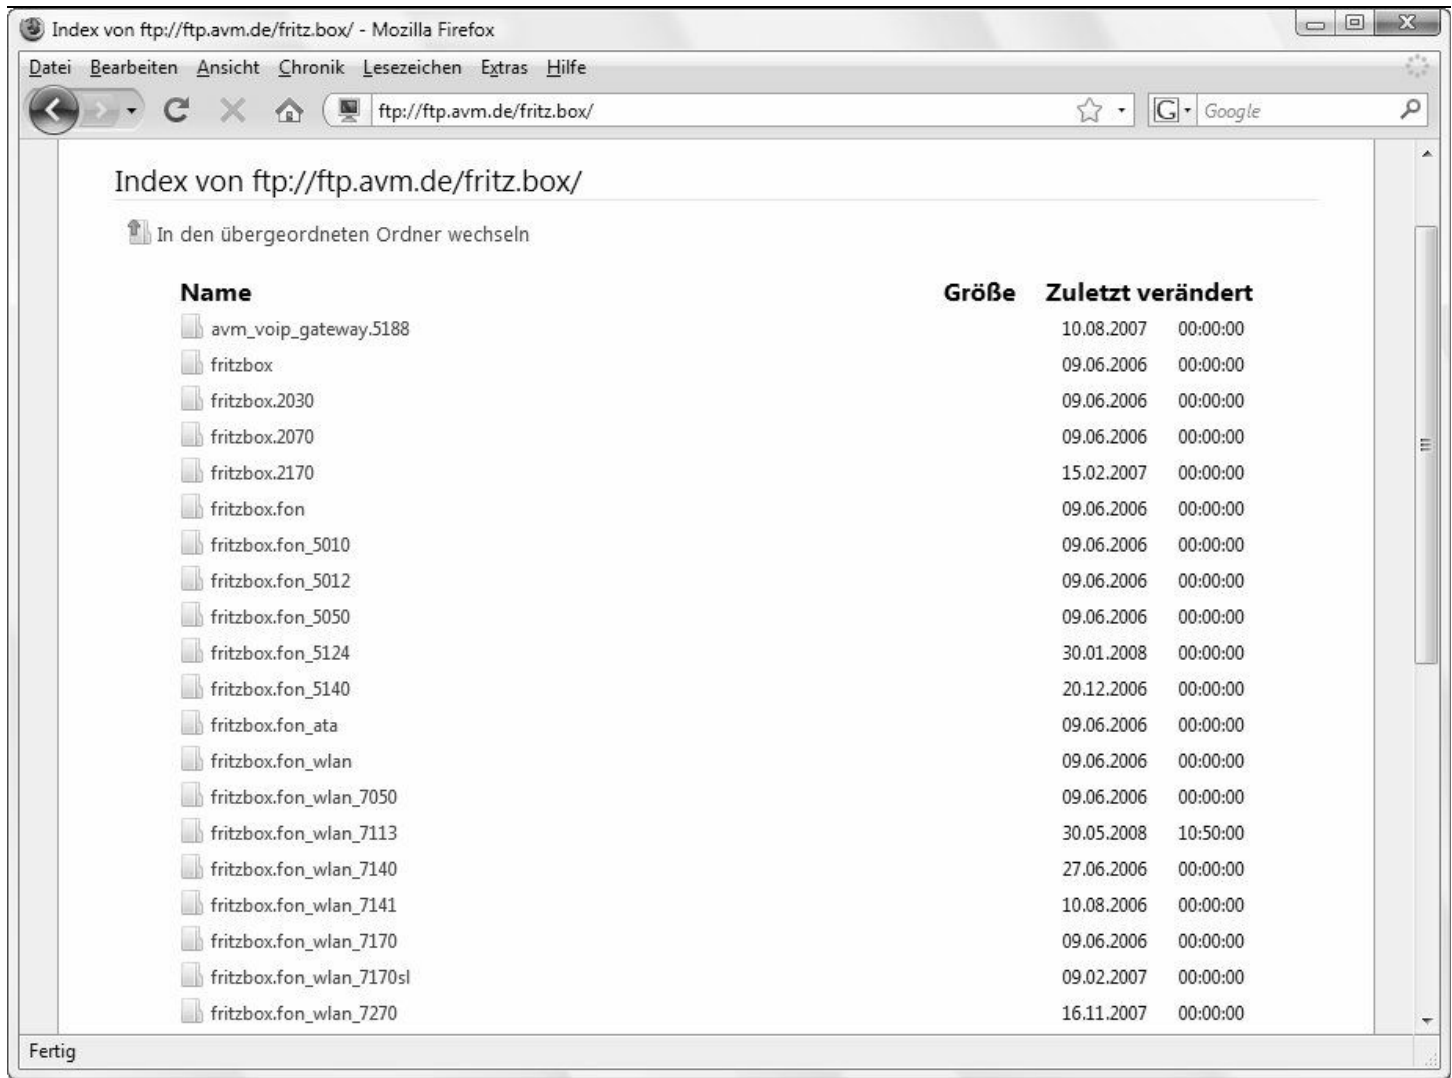 Index von ftp://ftp.avm.de/fritz.box/ - Mozilla Firefox
Datei Bearbeiten Ansicht Chronik Lesezeichen Extras Hilfe
ftp://ftp.avm.de/fritz.box/ G Google
Index von ftp://ftp.avm.de/fritz.box/
In den übergeordneten Ordner wechseln
Name Größe Zuletzt verändert
avm_voip_gateway.5188 10.08.2007 00:00:00
fritzbox 09.06.2006 00:00:00
fritzbox.2030 09.06.2006 00:00:00
fritzbox.2070 09.06.2006 00:00:00
fritzbox.2170 15.02.2007 00:00:00
fritzbox.fon 09.06.2006 00:00:00
fritzbox.fon_5010 09.06.2006 00:00:00
fritzbox.fon_5012 09.06.2006 00:00:00
fritzbox.fon_5050 09.06.2006 00:00:00
fritzbox.fon_5124 30.01.2008 00:00:00
fritzbox.fon_5140 20.12.2006 00:00:00
fritzbox.fon_ata 09.06.2006 00:00:00
fritzbox.fon_wlan 09.06.2006 00:00:00
fritzbox.fon_wlan_7050 09.06.2006 00:00:00
fritzbox.fon_wlan_7113 30.05.2008 10:50:00
fritzbox.fon_wlan_7140 27.06.2006 00:00:00
fritzbox.fon_wlan_7141 10.08.2006 00:00:00
fritzbox.fon_wlan_7170 09.06.2006 00:00:00
fritzbox.fon_wlan_7170sl 09.02.2007 00:00:00
fritzbox.fon_wlan_7270 16.11.2007 00:00:00
Fertig